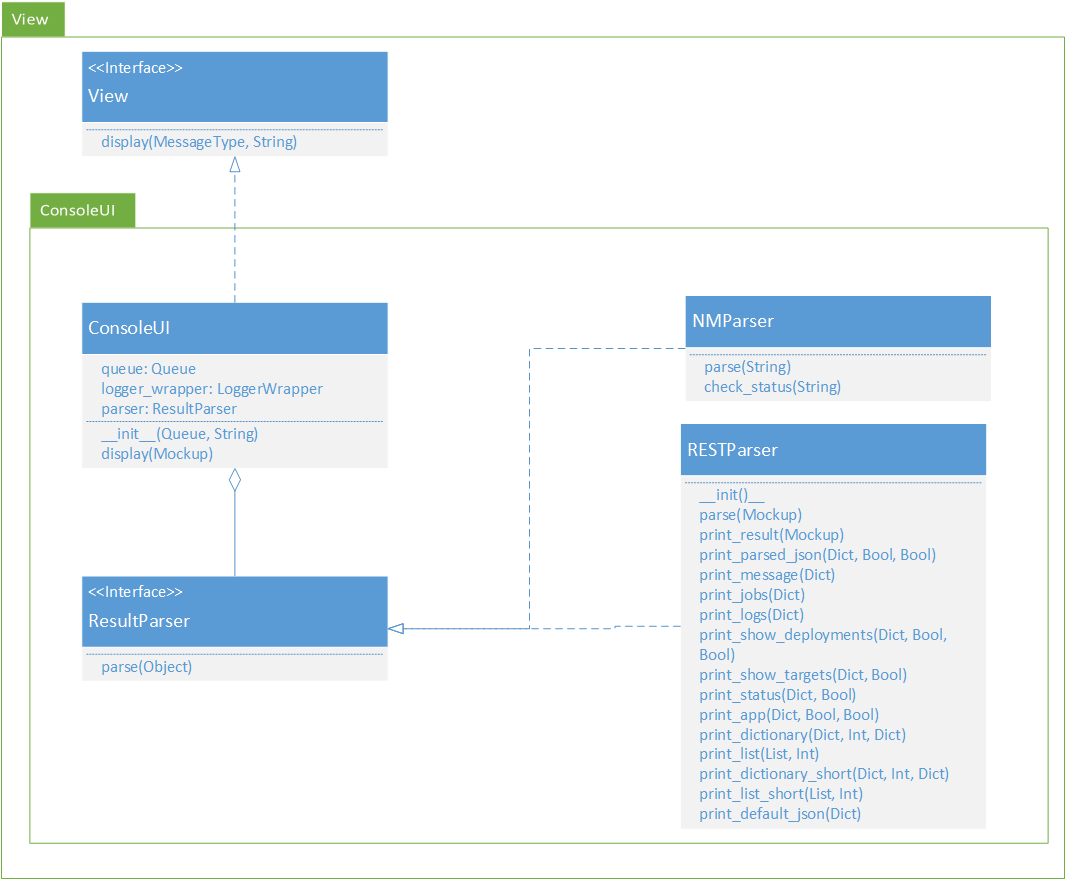 View
<<Interface>>
View
display(MessageType, String)
ConsoleUI
ConsoleUI
queue: Queue
logger_wrapper: LoggerWrapper
parser: ResultParser
__init__(Queue, String)
display(Mockup)
<<Interface>>
ResultParser
parse(Object)
NMParser
parse(String)
check_status(String)
RESTParser
__init()__
parse(Mockup)
print_result(Mockup)
print_parsed_json(Dict, Bool, Bool)
print_message(Dict)
print_jobs(Dict)
print_logs(Dict)
print_show_deployments(Dict, Bool,
Bool)
print_show_targets(Dict, Bool)
print_status(Dict, Bool)
print_app(Dict, Bool, Bool)
print_dictionary(Dict, Int, Dict)
print_list(List, Int)
print_dictionary_short(Dict, Int, Dict)
print_list_short(List, Int)
print_default_json(Dict)